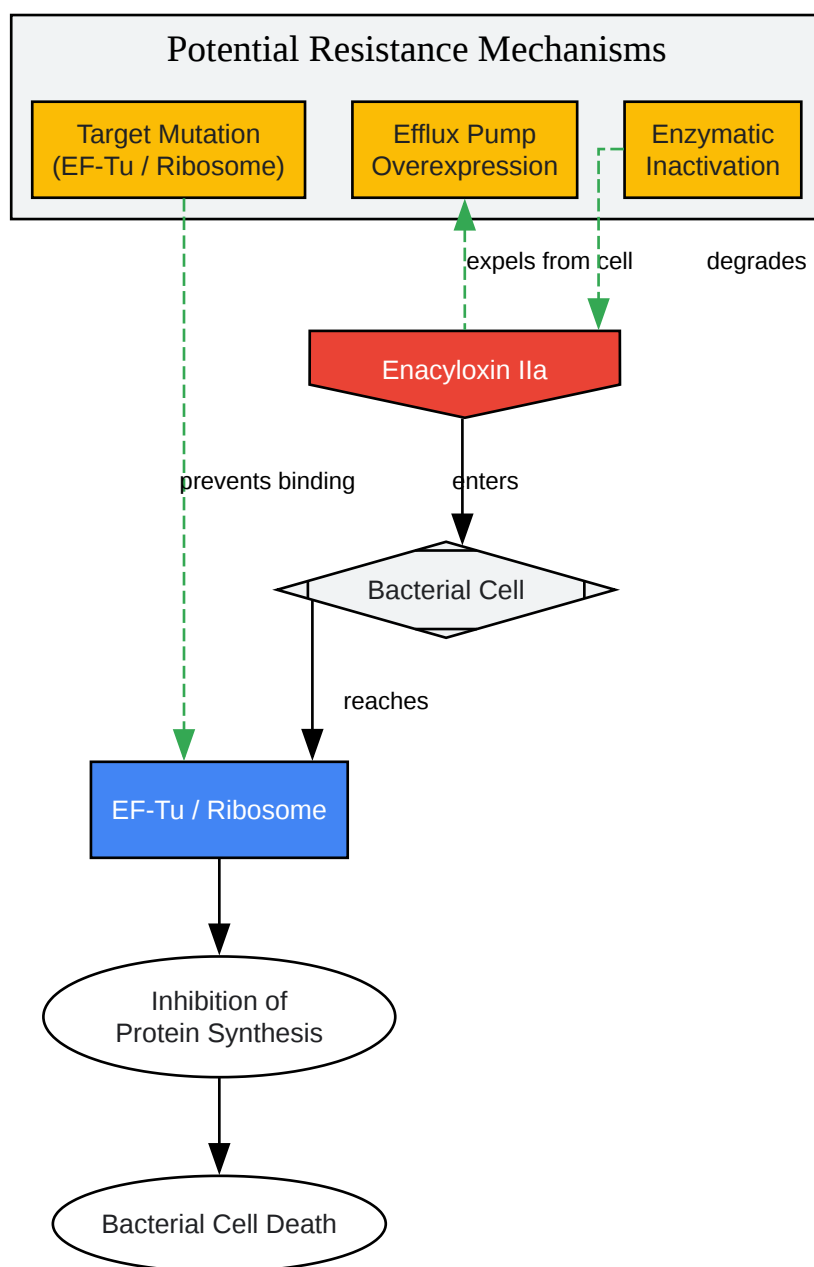 Potential Resistance Mechanisms
Target Mutation
(EF-Tu / Ribosome)
Efflux Pump
Overexpression
Enzymatic
Inactivation
expels from cell
degrades
Enacyloxin IIa
prevents binding
enters
Bacterial Cell
reaches
EF-Tu / Ribosome
Inhibition of
Protein Synthesis
Bacterial Cell Death